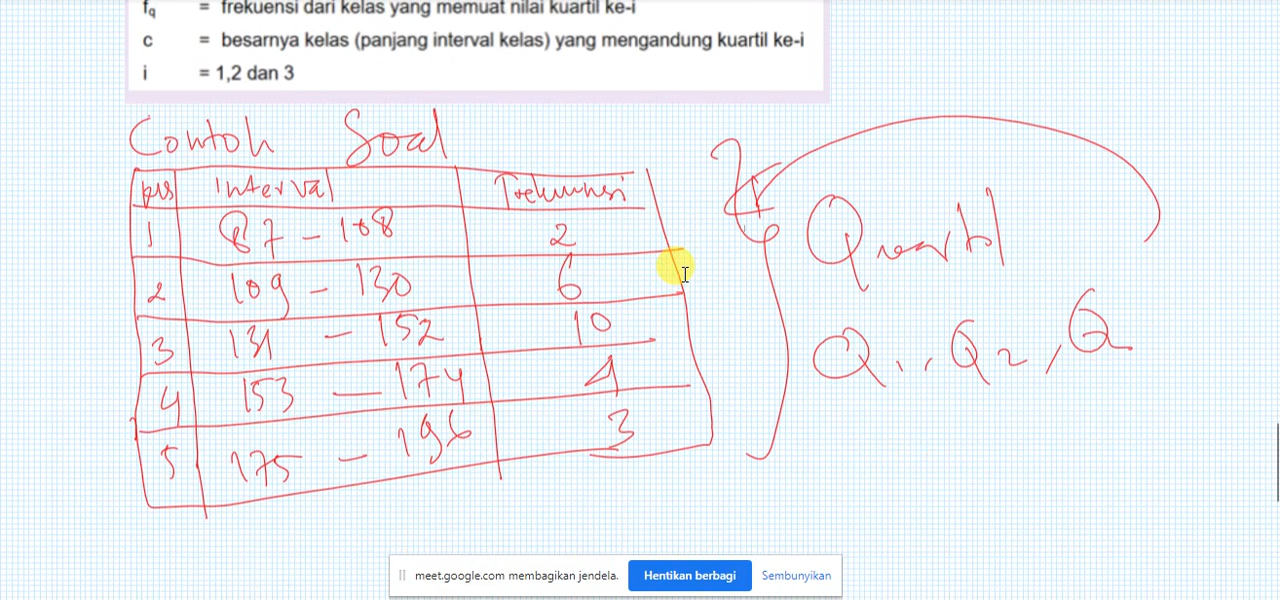 fq = frekuensi dari kelas yang memuat nilai kuartil ke-i
c = besarnya kelas (panjang interval kelas) yang mengandung kuartil ke-i
i = 1,2 dan 3
Contoh Soal
Interval
1 87 - 108 2
2 109 - 130 6
3 131 - 152 10
4 153 - 174 4
5 175 - 196 3
Q1, Q2, Q
meet.google.com membagikan jendela. Hentikan berbagi Sembunyikan